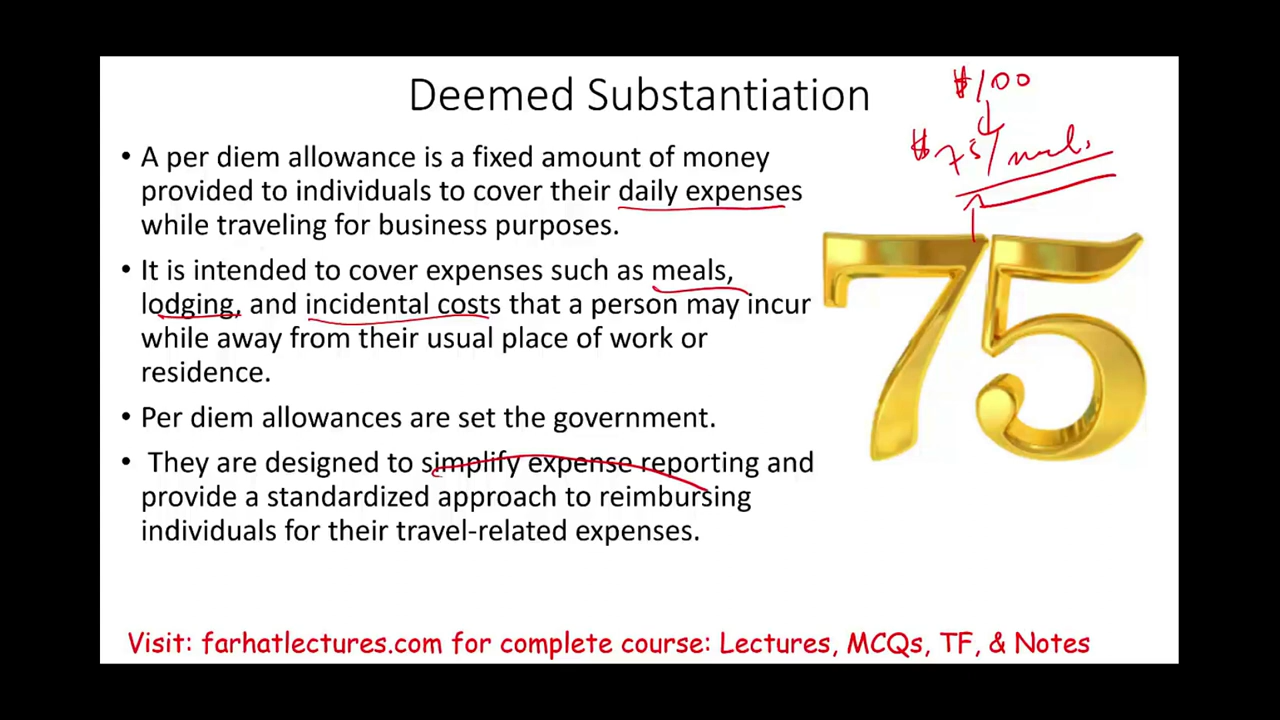 Deemed Substantiation
$100
$75/meal.
• A per diem allowance is a fixed amount of money
provided to individuals to cover their daily expenses
while traveling for business purposes.
• It is intended to cover expenses such as meals,
lodging, and incidental costs that a person may incur
while away from their usual place of work or
residence.
• Per diem allowances are set the government.
• They are designed to simplify expense reporting and
provide a standardized approach to reimbursing
individuals for their travel-related expenses.
75
Visit: farhatlectures.com for complete course: Lectures, MCQs, TF, & Notes